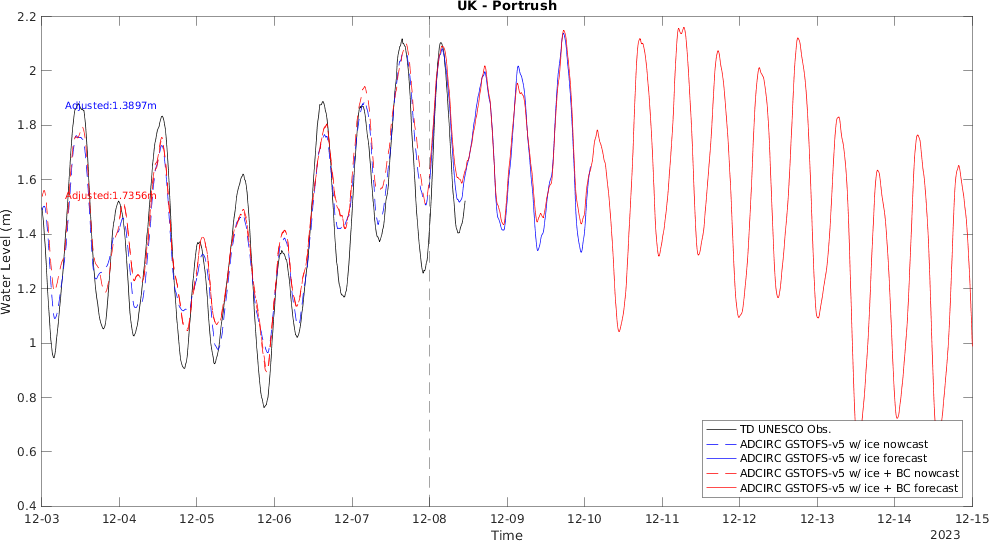 UK - Portrush
2.2
2
1.8
1.6
1.4
1.2
1
0.8
0.6
0.4
Water Level (m)
Adjusted:1.3897m
Adjusted:1.7356m
TD UNESCO Obs.
ADCIRC GSTOFS-v5 w/ ice nowcast
ADCIRC GSTOFS-v5 w/ ice forecast
ADCIRC GSTOFS-v5 w/ ice + BC nowcast
ADCIRC GSTOFS-v5 w/ ice + BC forecast
12-03 12-04 12-05 12-06 12-07 12-08 12-09 12-10 12-11 12-12 12-13 12-14 12-15
Time
2023